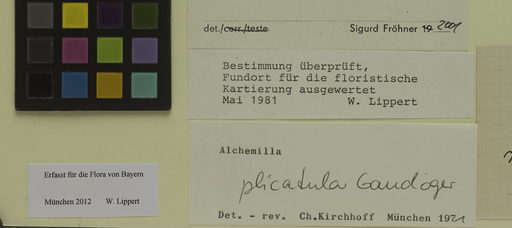 det./corr./teste Sigurd Fröhner 19 2001
Bestimmung überprüft,
Fundort für die floristische
Kartierung ausgewertet
Mai 1981 W. Lippert
Alchemilla
plicatula Gandoger
Det. - rev. Ch.Kirchhoff München 1971
Erfasst für die Flora von Bayern
München 2012 W. Lippert